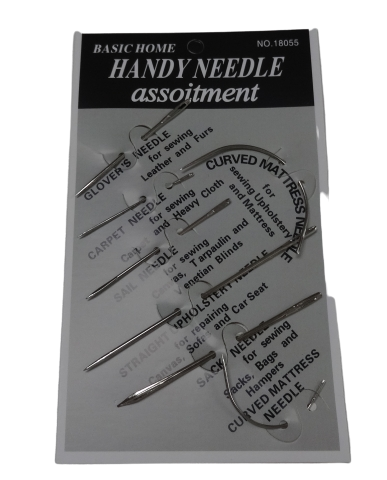 BASIC HOME
NO.18055
HANDY NEEDLE
assoitment
GLOVER'S NEEDLE
for sewing
Leather and Furs
CURVED MATTRESS NEEDLE
for
sewing Upholstery
and Mattress
CARPET NEEDLE
for sewing
and Heavy Cloth
SAIL NEEDLE
for sewing
Tarpaulin and
enetian Blinds
STRAIGHT UPHOLSTERY NEEDLE
for repairing
Canvas, Sofa and Car Seat
SACK NEEDLE
for sewing
Sacks, Bags and
Hampers
CURVED MATTRESS
NEEDLE